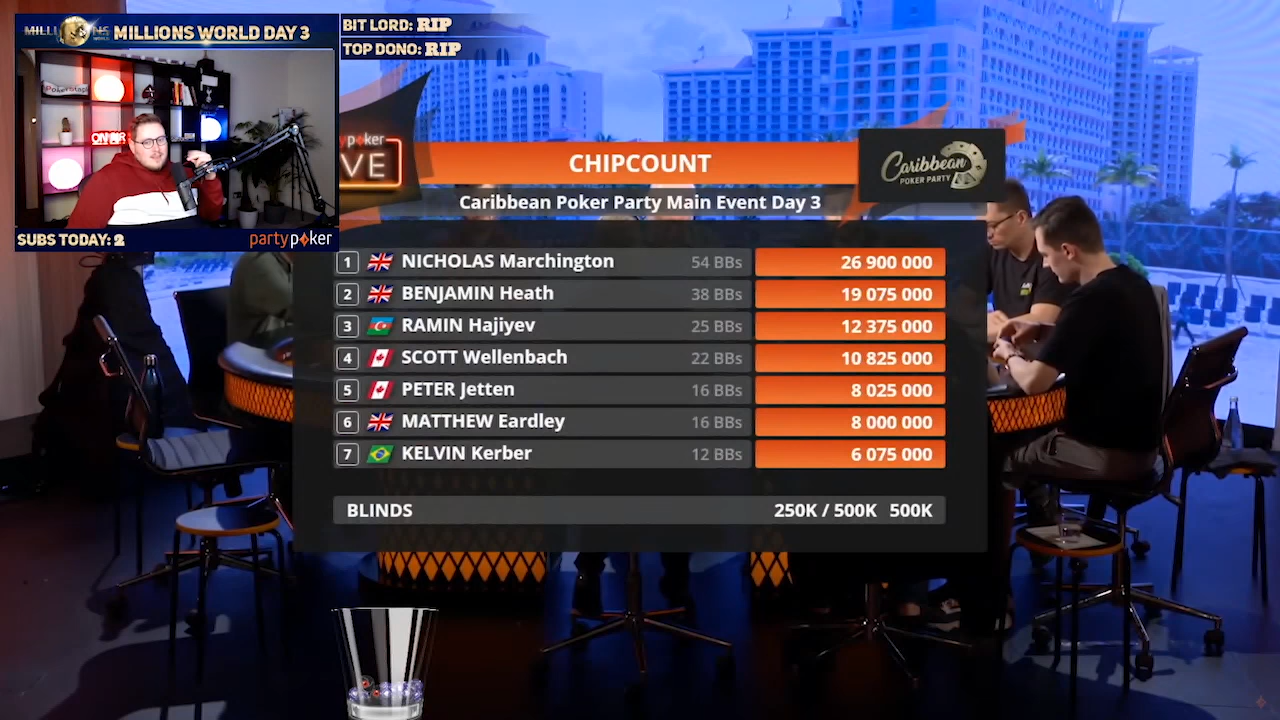 MILLIONS WORLD DAY 3
BIT LORD: RIP
TOP DONO: RIP
ON AIR
SUBS TODAY: 2
partypoker
poker
VE
CHIPCOUNT
Caribbean
POKER PARTY
Caribbean Poker Party Main Event Day 3
1 NICHOLAS Marchington 54 BBs 26 900 000
2 BENJAMIN Heath 38 BBs 19 075 000
3 RAMIN Hajiyev 25 BBs 12 375 000
4 SCOTT Wellenbach 22 BBs 10 825 000
5 PETER Jetten 16 BBs 8 025 000
6 MATTHEW Eardley 16 BBs 8 000 000
7 KELVIN Kerber 12 BBs 6 075 000
BLINDS 250K / 500K 500K